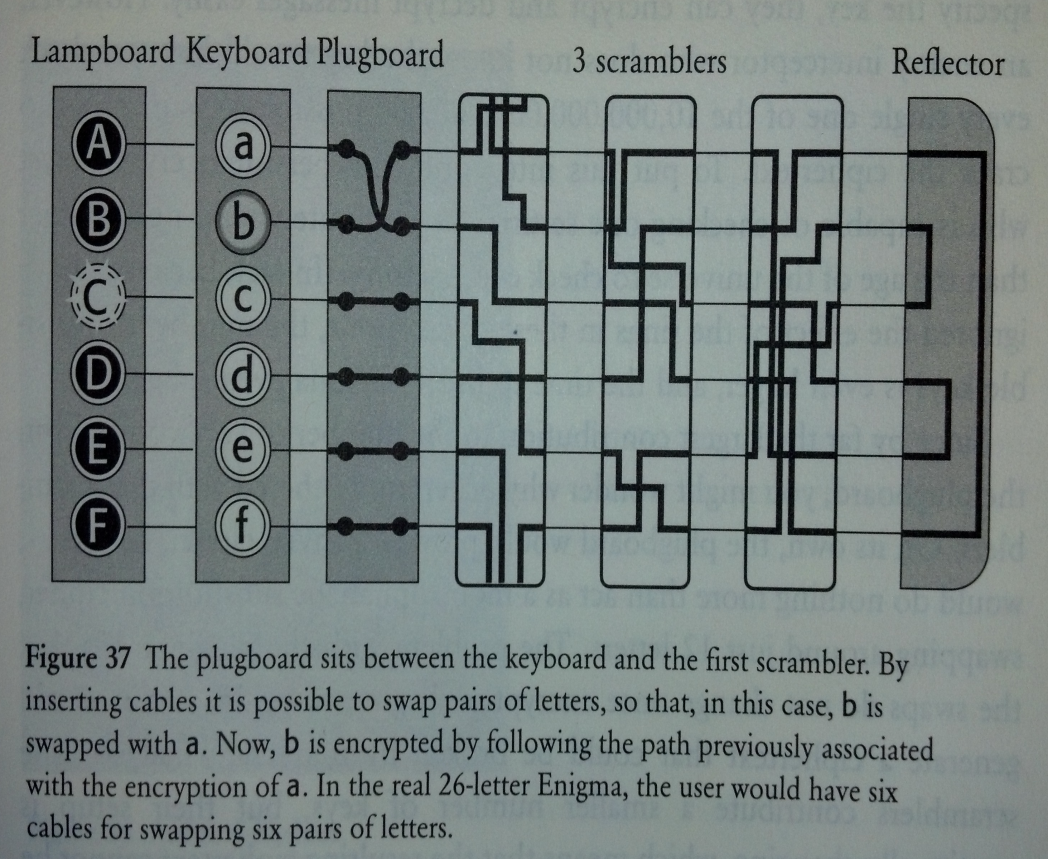 Lampboard Keyboard Plugboard 3 scramblers Reflector
A a
B b
C c
D d
E e
F f
Figure 37 The plugboard sits between the keyboard and the first scrambler. By
inserting cables it is possible to swap pairs of letters, so that, in this case, b is
swapped with a. Now, b is encrypted by following the path previously associated
with the encryption of a. In the real 26-letter Enigma, the user would have six
cables for swapping six pairs of letters.